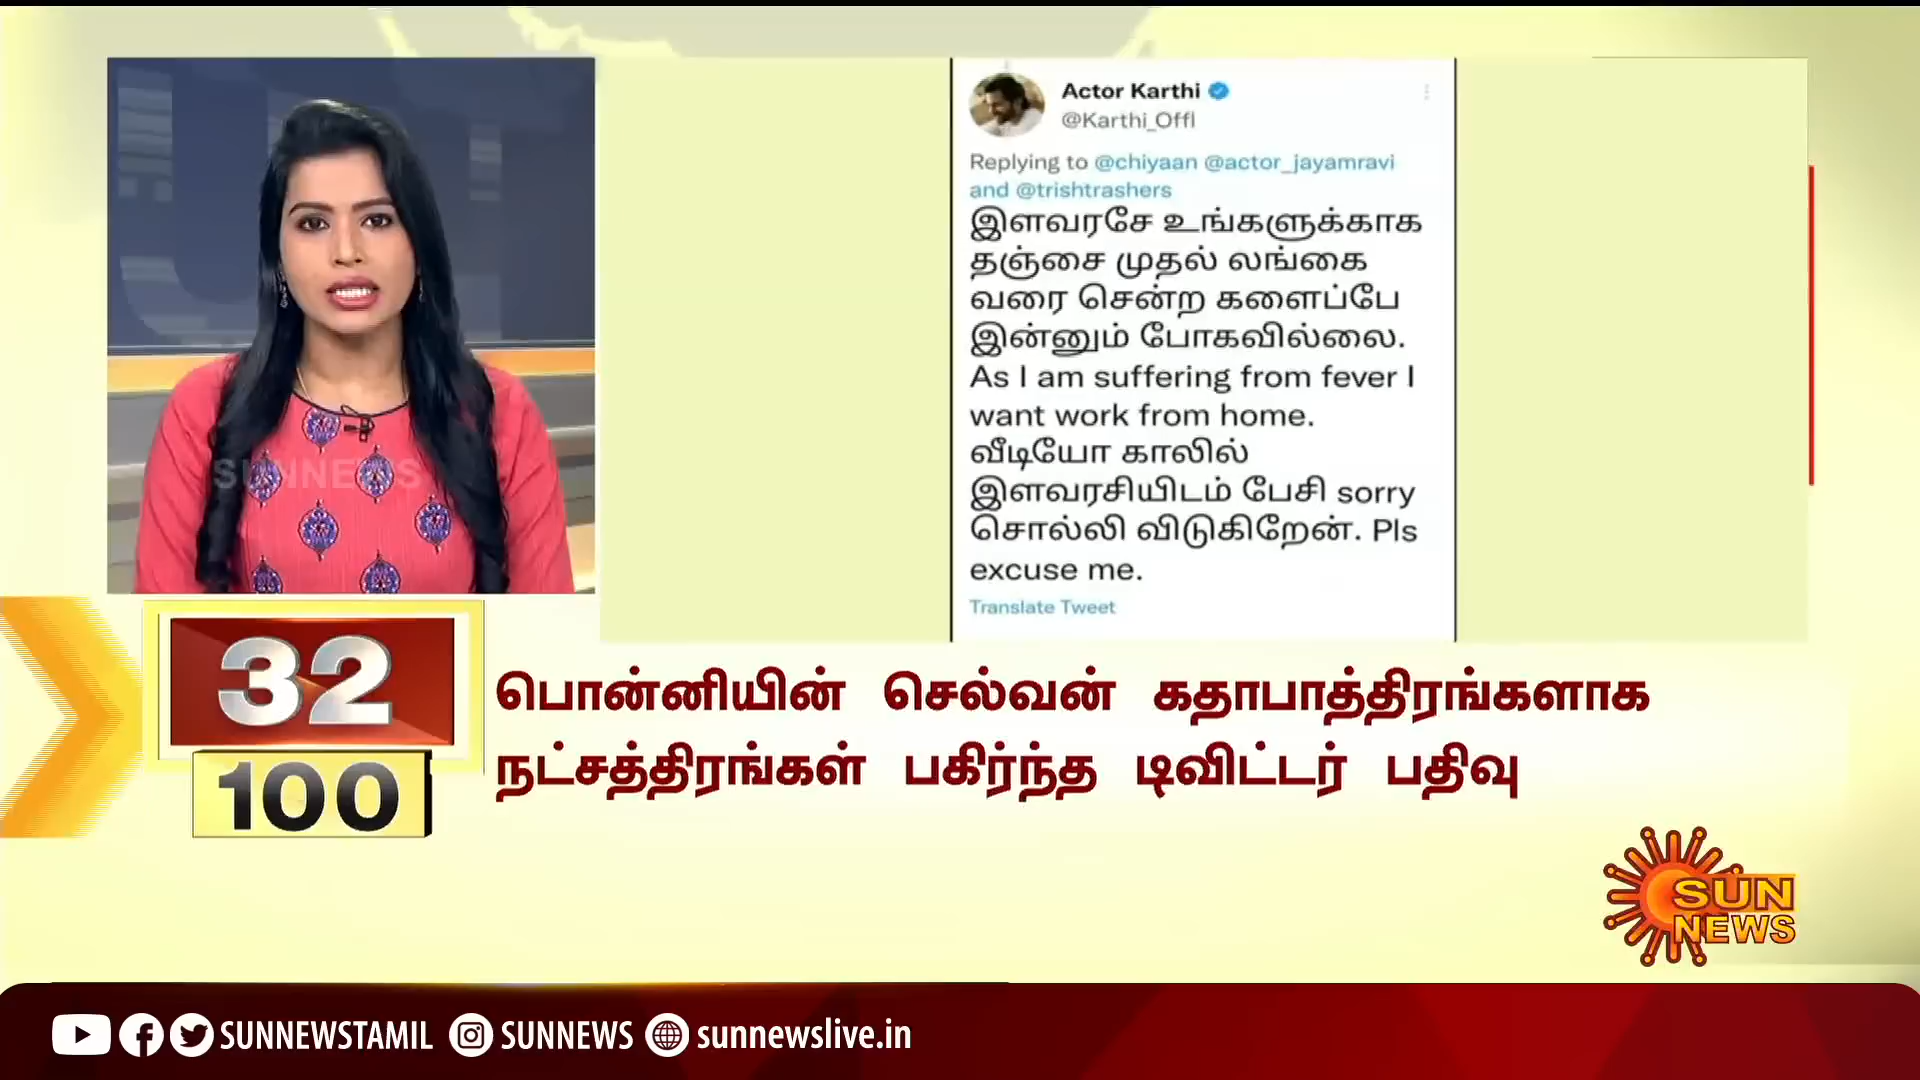 Actor Karthi
@Karthi_Offl
Replying to @chiyaan @actor_jayamravi
and @trishtrashers
இளவரசே உங்களுக்காக
தஞ்சை முதல் லங்கை
வரை சென்ற களைப்பே
இன்னும் போகவில்லை.
As I am suffering from fever I
want work from home.
வீடியோ காலில்
இளவரசியிடம் பேசி sorry
சொல்லி விடுகிறேன். Pls
excuse me.
Translate Tweet
SUNNEWS
32
100
பொன்னியின் செல்வன் கதாபாத்திரங்களாக
நட்சத்திரங்கள் பகிர்ந்த டிவிட்டர் பதிவு
SUN
NEWS
SUNNEWSTAMIL SUNNEWS sunnewslive.in